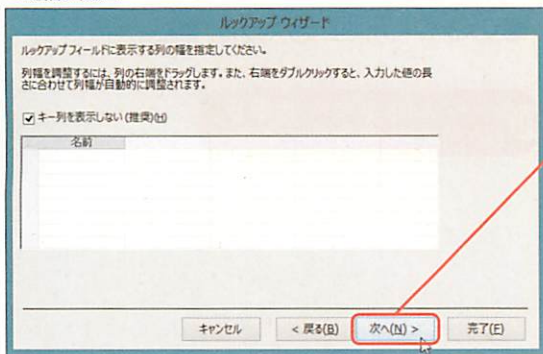 ルックアップ ウィザード
ルックアップ フィールドに表示する列の幅を指定してください。
列幅を調整するには、列の右端をドラッグします。また、右端をダブルクリックすると、入力した値の長
さに合わせて列幅が自動的に調整されます。
キー列を表示しない(推奨)(H)
名前
キャンセル < 戻る(B) 次へ(N) > 完了(F)